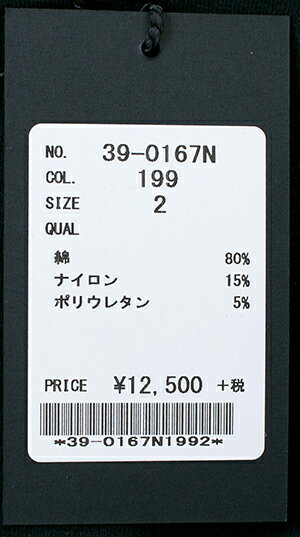 NO. 39-0167N
COL. 199
SIZE 2
QUAL
綿 80%
ナイロン 15%
ポリウレタン 5%
PRICE ¥12,500 +税
*39-0167N1992*